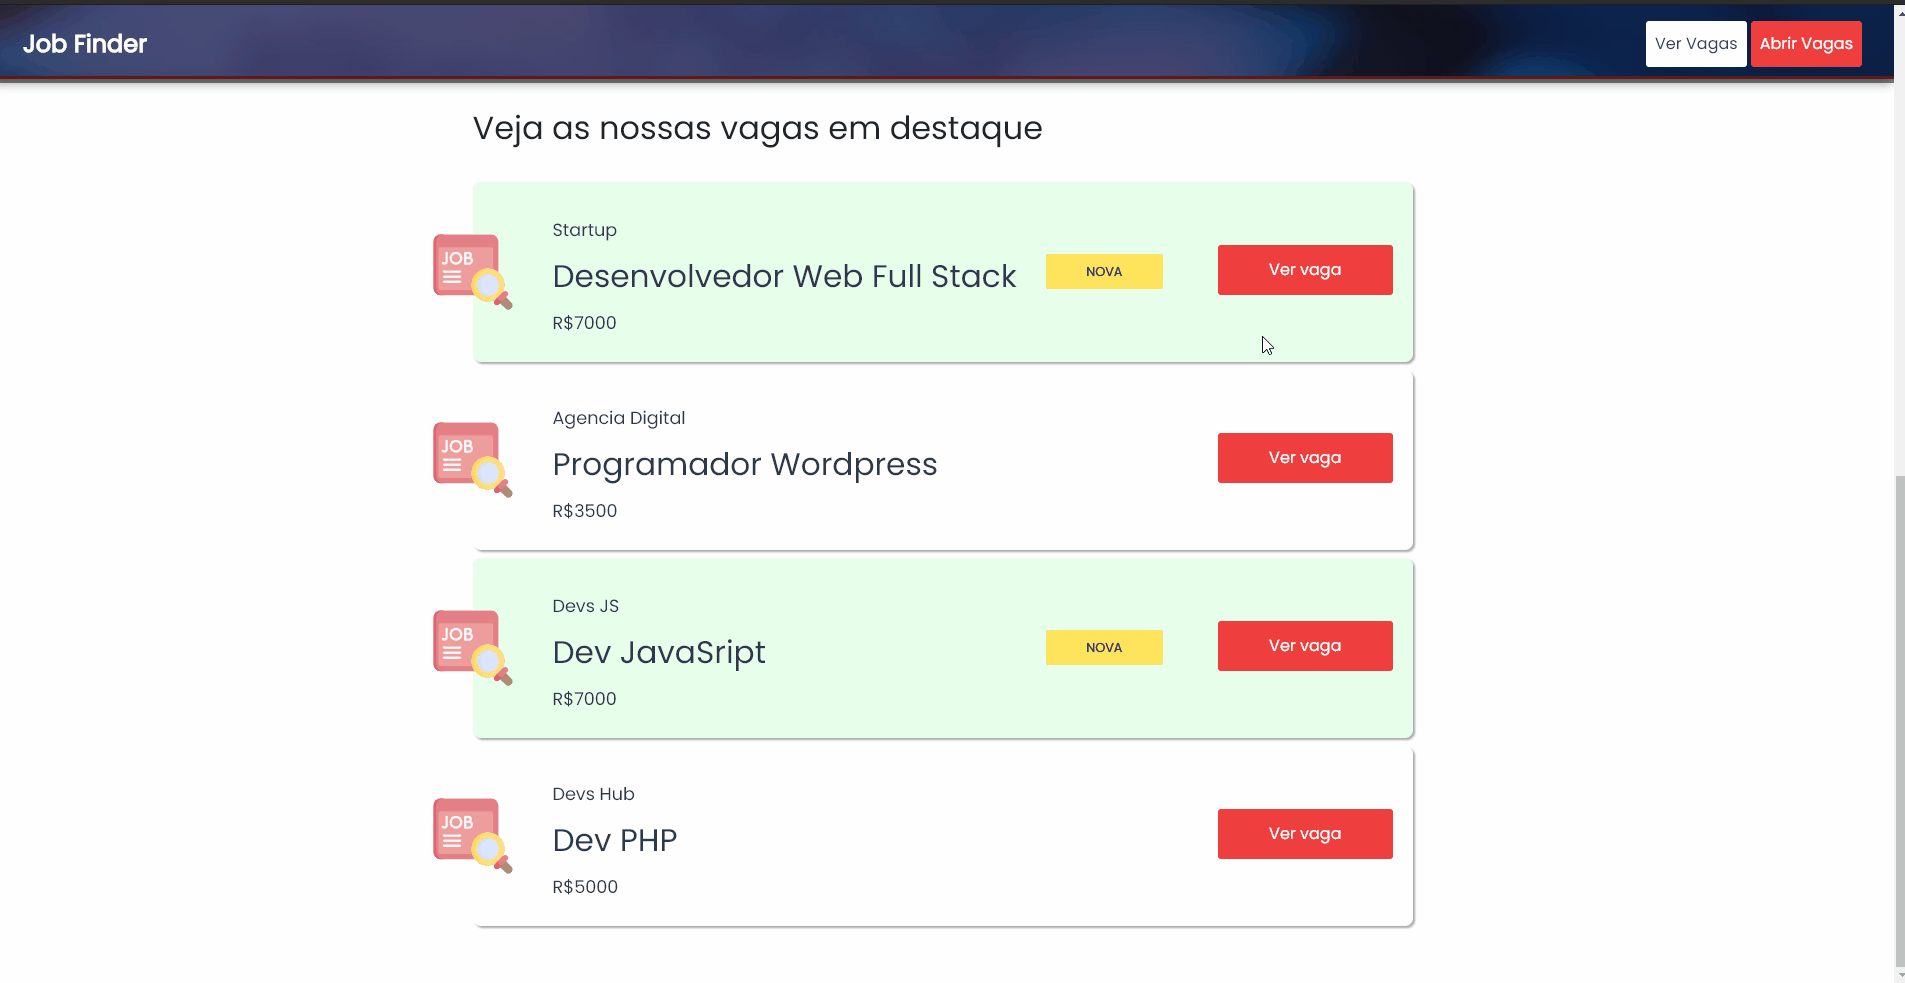 Job Finder
Ver Vagas
Abrir Vagas
Veja as nossas vagas em destaque
JOB
Startup
Desenvolvedor Web Full Stack
R$7000
NOVA
Ver vaga
JOB
Agencia Digital
Programador Wordpress
R$3500
Ver vaga
JOB
Devs JS
Dev JavaSript
R$7000
NOVA
Ver vaga
JOB
Devs Hub
Dev PHP
R$5000
Ver vaga